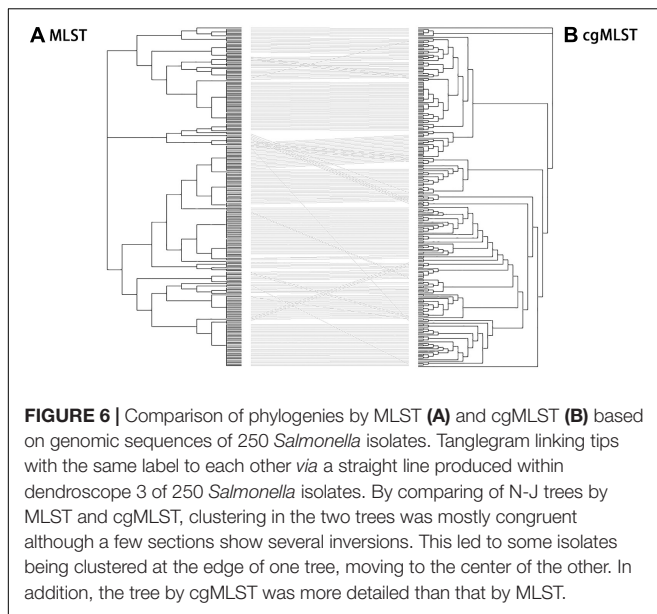 A MLST
B cgMLST
FIGURE 6 | Comparison of phylogenies by MLST (A) and cgMLST (B) based
on genomic sequences of 250 Salmonella isolates. Tanglegram linking tips
with the same label to each other via a straight line produced within
dendroscope 3 of 250 Salmonella isolates. By comparing of N-J trees by
MLST and cgMLST, clustering in the two trees was mostly congruent
although a few sections show several inversions. This led to some isolates
being clustered at the edge of one tree, moving to the center of the other. In
addition, the tree by cgMLST was more detailed than that by MLST.